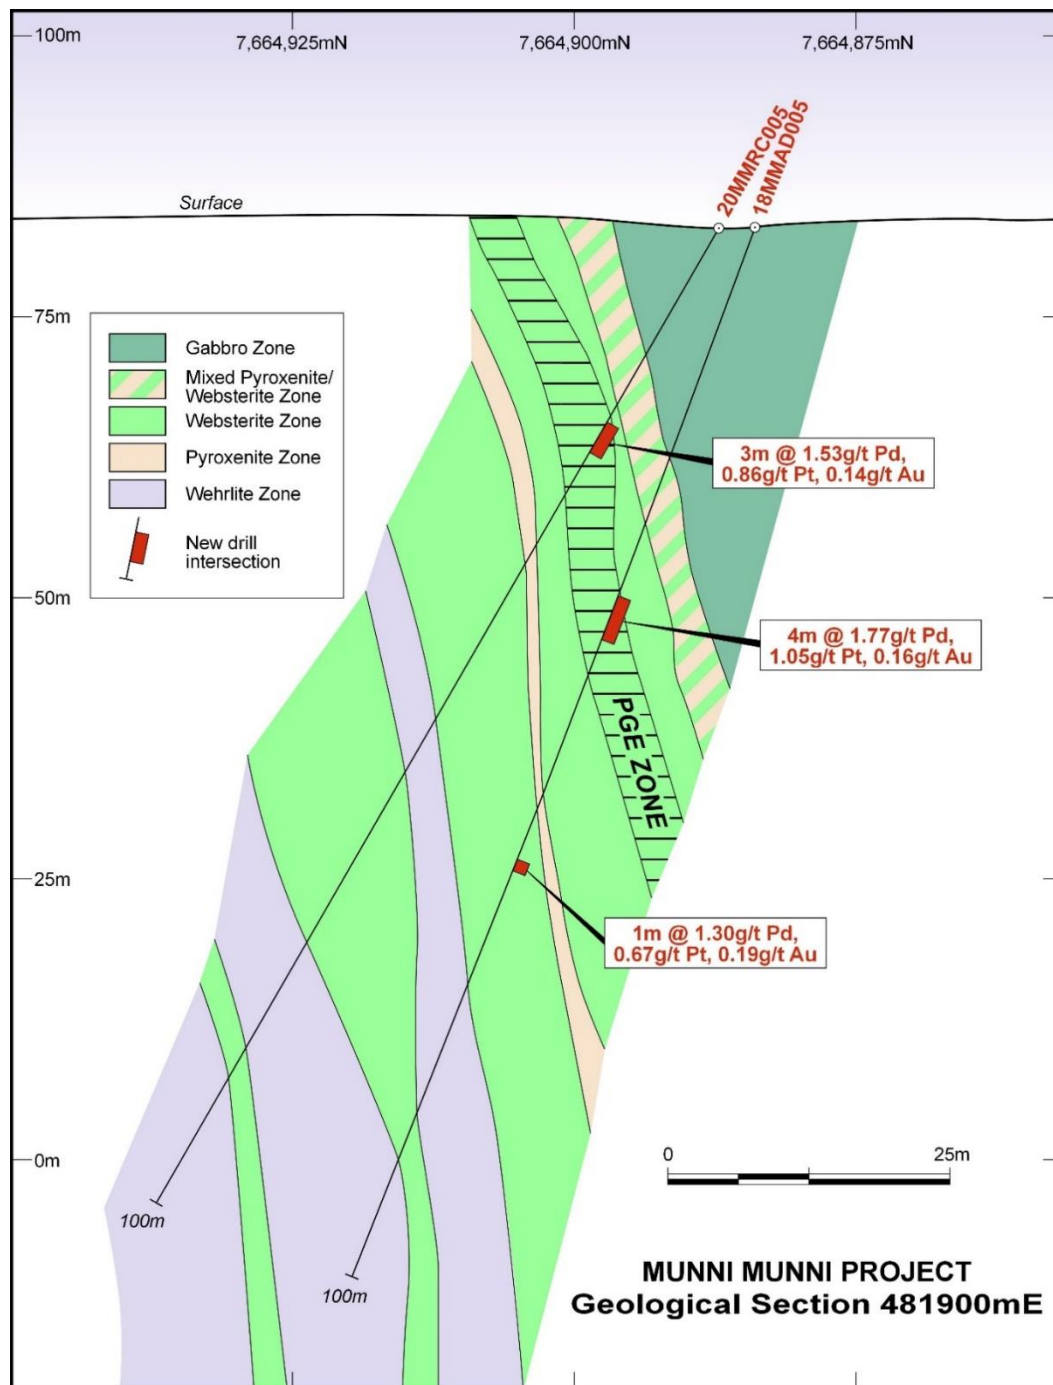 100m
7,664,925mN
7,664,900mN
7,664,875mN
20MMRC005
18MMAD005
Surface
75m
Gabbro Zone
Mixed Pyroxenite/
Websterite Zone
Websterite Zone
Pyroxenite Zone
Wehrlite Zone
New drill
intersection
3m @ 1.53g/t Pd,
0.86g/t Pt, 0.14g/t Au
50m
4m @ 1.77g/t Pd,
1.05g/t Pt, 0.16g/t Au
PGE ZONE
25m
1m @ 1.30g/t Pd,
0.67g/t Pt, 0.19g/t Au
0m
0
25m
100m
100m
MUNNI MUNNI PROJECT
Geological Section 481900mE